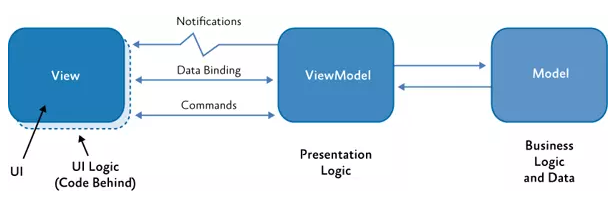 Notifications
View
Data Binding
ViewModel
Model
Commands
UI
UI Logic
(Code Behind)
Presentation
Logic
Business
Logic
and Data